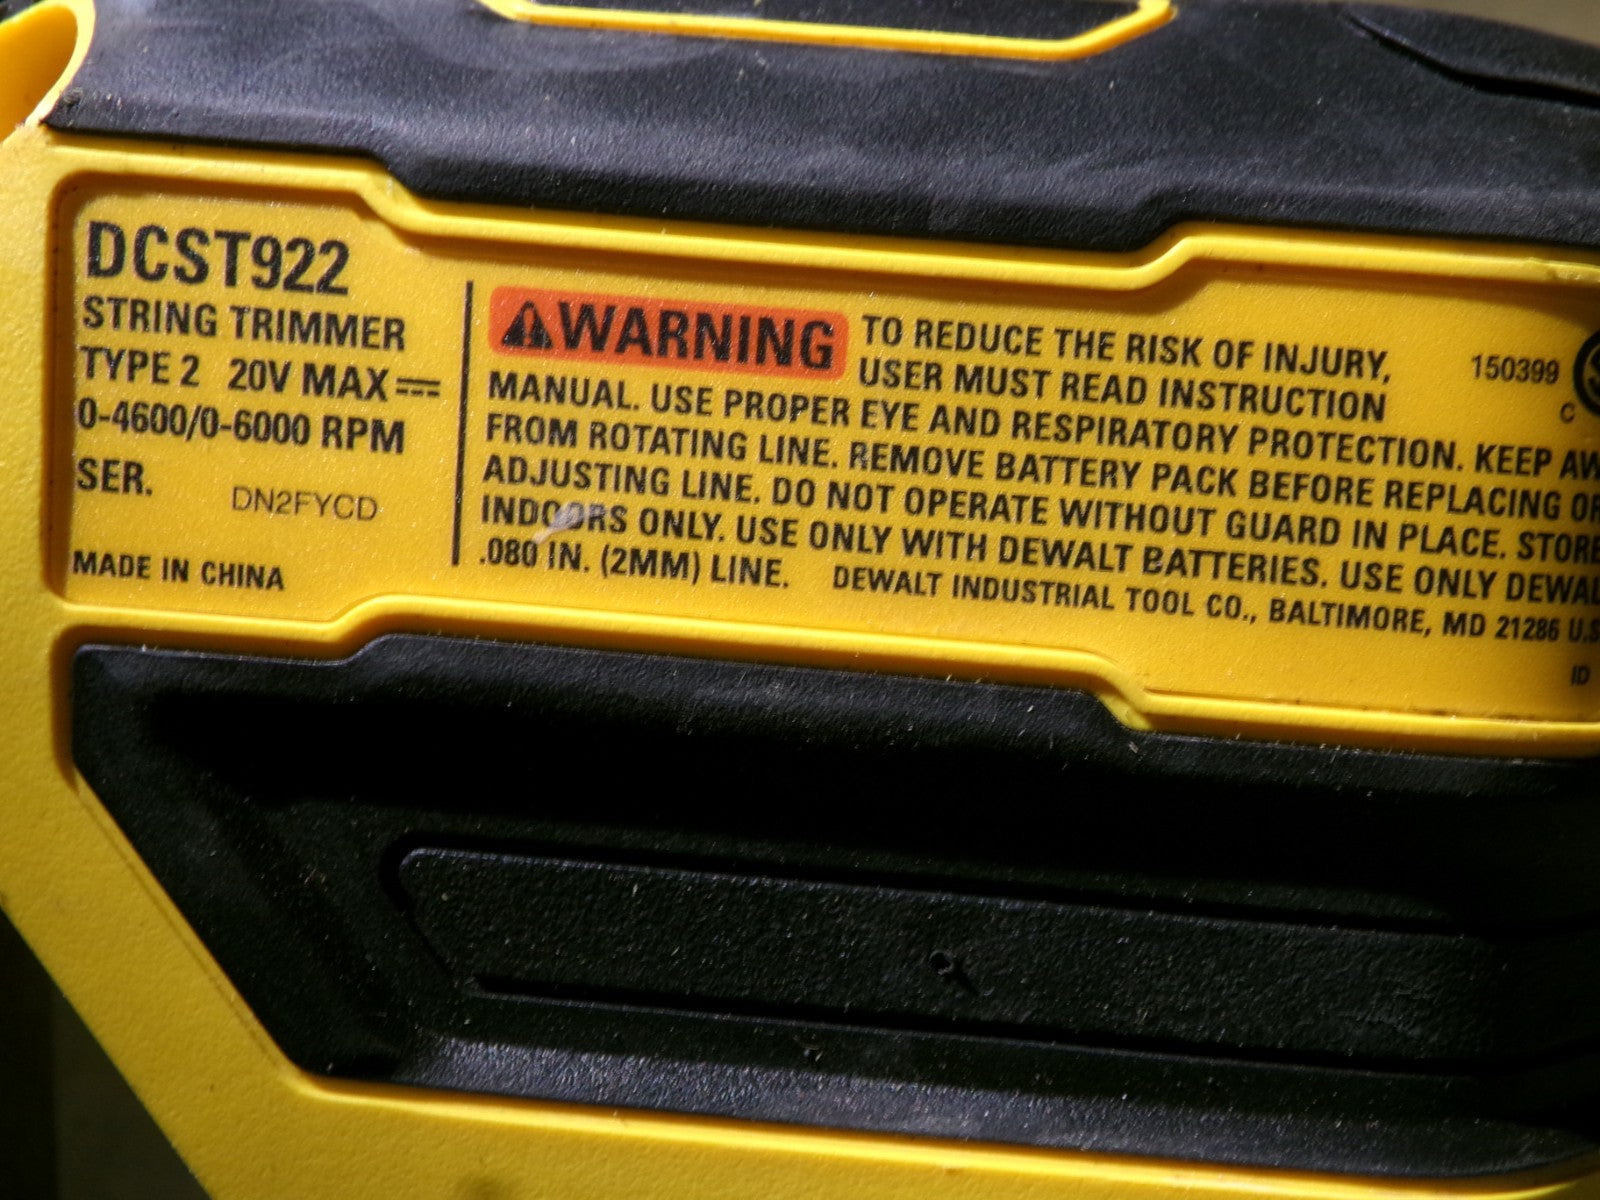 DCST922
STRING TRIMMER
TYPE 2 20V MAX
0-4600/0-6000 RPM
SER. DN2FYCD
MADE IN CHINA
WARNING TO REDUCE THE RISK OF INJURY,
USER MUST READ INSTRUCTION
MANUAL. USE PROPER EYE AND RESPIRATORY PROTECTION. KEEP AW
FROM ROTATING LINE. REMOVE BATTERY PACK BEFORE REPLACING OR
ADJUSTING LINE. DO NOT OPERATE WITHOUT GUARD IN PLACE. STORE
INDOORS ONLY. USE ONLY WITH DEWALT BATTERIES. USE ONLY DEWAL
.080 IN. (2MM) LINE. DEWALT INDUSTRIAL TOOL CO., BALTIMORE, MD 21286 U.S
150399
C
ID